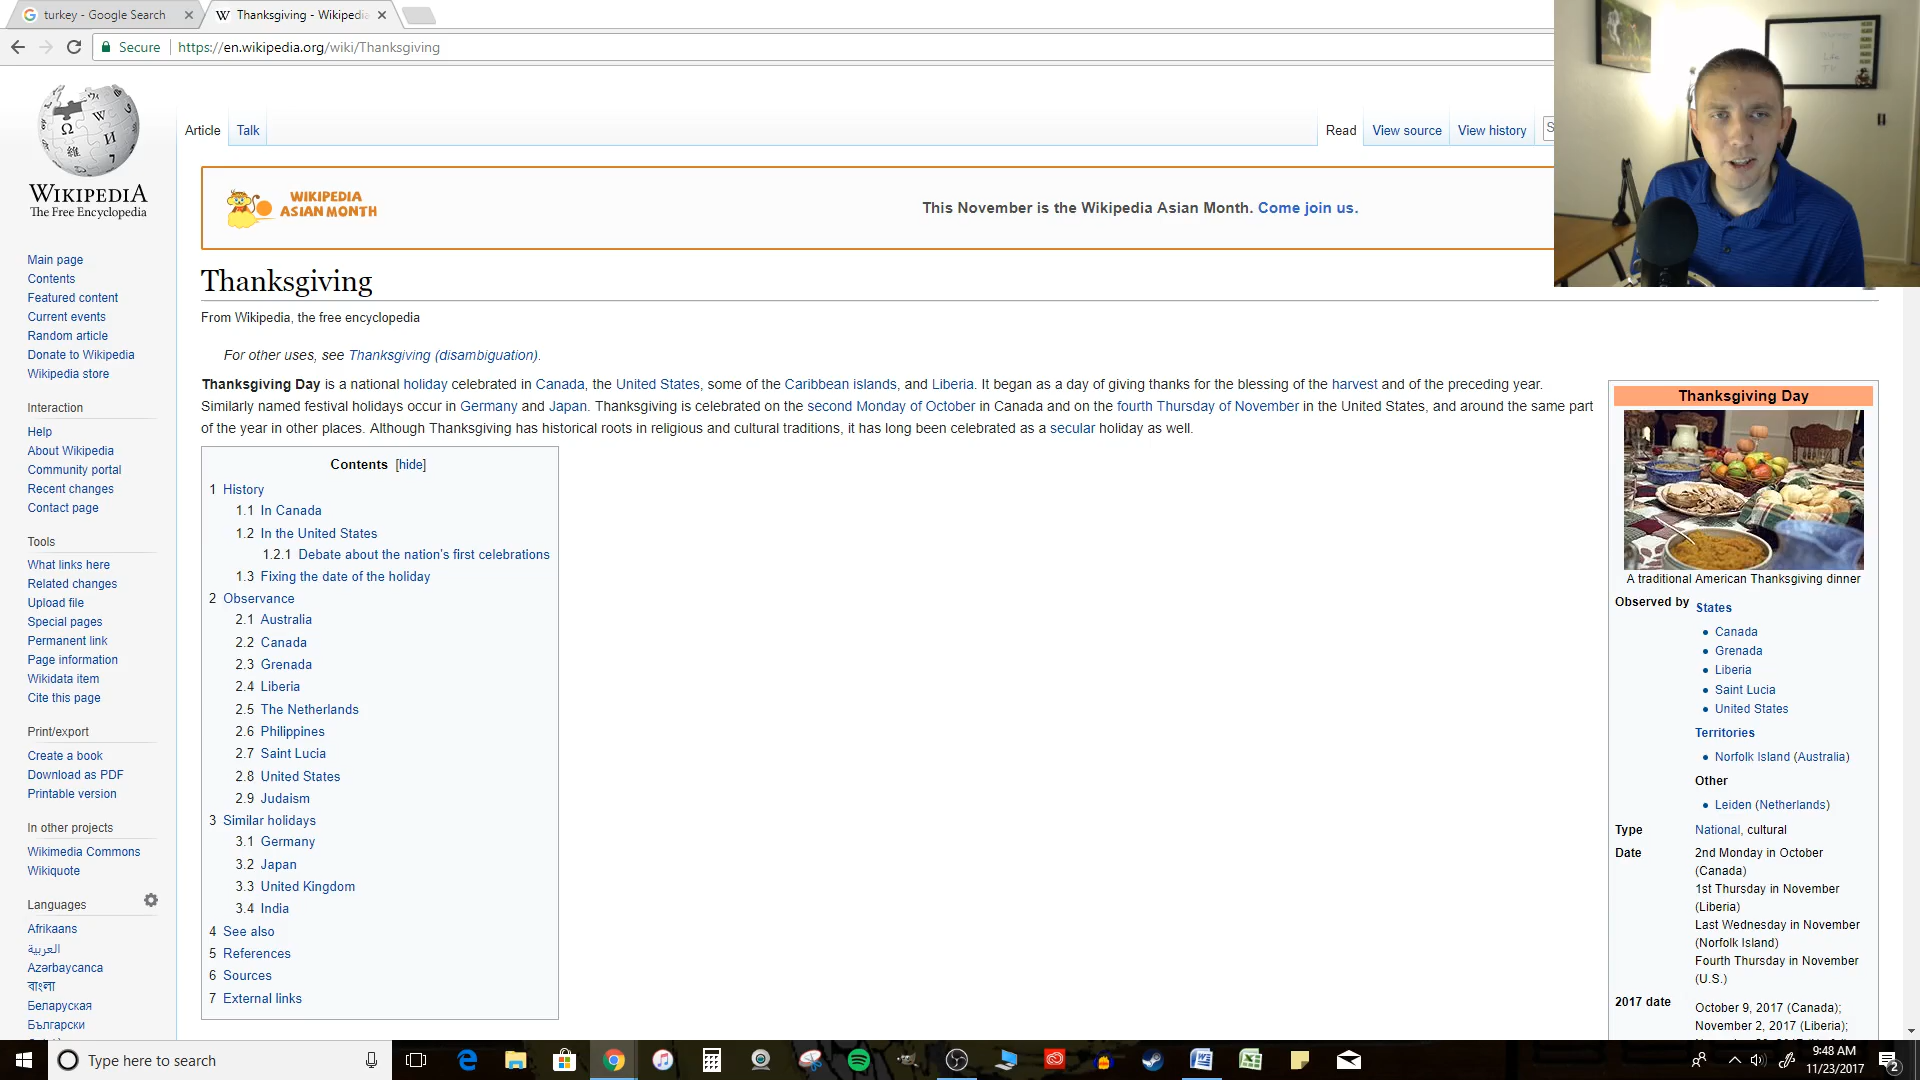 turkey - Google Search
Thanksgiving - Wikipedia
Secure
https://en.wikipedia.org/wiki/Thanksgiving
WIKIPEDIA
The Free Encyclopedia
Article
Talk
Read
View source
View history
S
WIKIPEDIA
ASIAN MONTH
This November is the Wikipedia Asian Month. Come join us.
Thanksgiving
From Wikipedia, the free encyclopedia
For other uses, see Thanksgiving (disambiguation).
Thanksgiving Day is a national holiday celebrated in Canada, the United States, some of the Caribbean islands, and Liberia. It began as a day of giving thanks for the blessing of the harvest and of the preceding year.
Similarly named festival holidays occur in Germany and Japan. Thanksgiving is celebrated on the second Monday of October in Canada and on the fourth Thursday of November in the United States, and around the same part
of the year in other places. Although Thanksgiving has historical roots in religious and cultural traditions, it has long been celebrated as a secular holiday as well.
Contents [hide]
1 History
1.1 In Canada
1.2 In the United States
1.2.1 Debate about the nation's first celebrations
1.3 Fixing the date of the holiday
2 Observance
2.1 Australia
2.2 Canada
2.3 Grenada
2.4 Liberia
2.5 The Netherlands
2.6 Philippines
2.7 Saint Lucia
2.8 United States
2.9 Judaism
3 Similar holidays
3.1 Germany
3.2 Japan
3.3 United Kingdom
3.4 India
4 See also
5 References
6 Sources
7 External links
Thanksgiving Day
A traditional American Thanksgiving dinner
Observed by
States
• Canada
• Grenada
• Liberia
• Saint Lucia
• United States
Territories
• Norfolk Island (Australia)
Other
• Leiden (Netherlands)
Type National, cultural
Date 2nd Monday in October
(Canada)
1st Thursday in November
(Liberia)
Last Wednesday in November
(Norfolk Island)
Fourth Thursday in November
(U.S.)
2017 date October 9, 2017 (Canada);
November 2, 2017 (Liberia);
Main page
Contents
Featured content
Current events
Random article
Donate to Wikipedia
Wikipedia store
Interaction
Help
About Wikipedia
Community portal
Recent changes
Contact page
Tools
What links here
Related changes
Upload file
Special pages
Permanent link
Page information
Wikidata item
Cite this page
Print/export
Create a book
Download as PDF
Printable version
In other projects
Wikimedia Commons
Wikiquote
Languages
Afrikaans
العربية
Azərbaycanca
বাংলা
Беларуская
Български
Type here to search
9:48 AM
11/23/2017
2